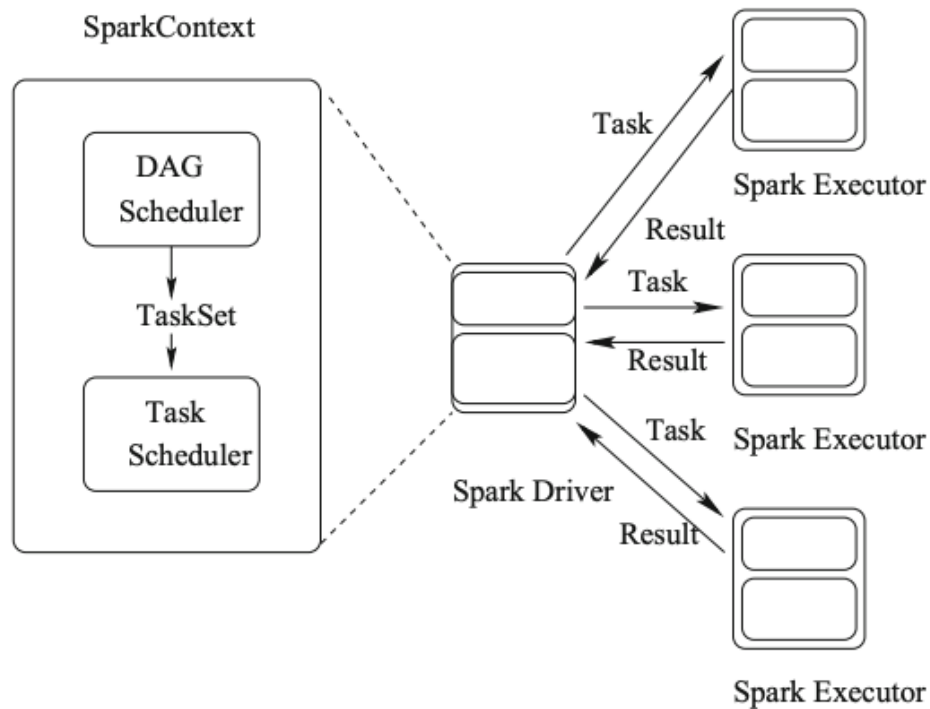 SparkContext
DAG
Scheduler
TaskSet
Task
Scheduler
Spark Driver
Task
Result
Spark Executor
Task
Result
Spark Executor
Task
Result
Spark Executor